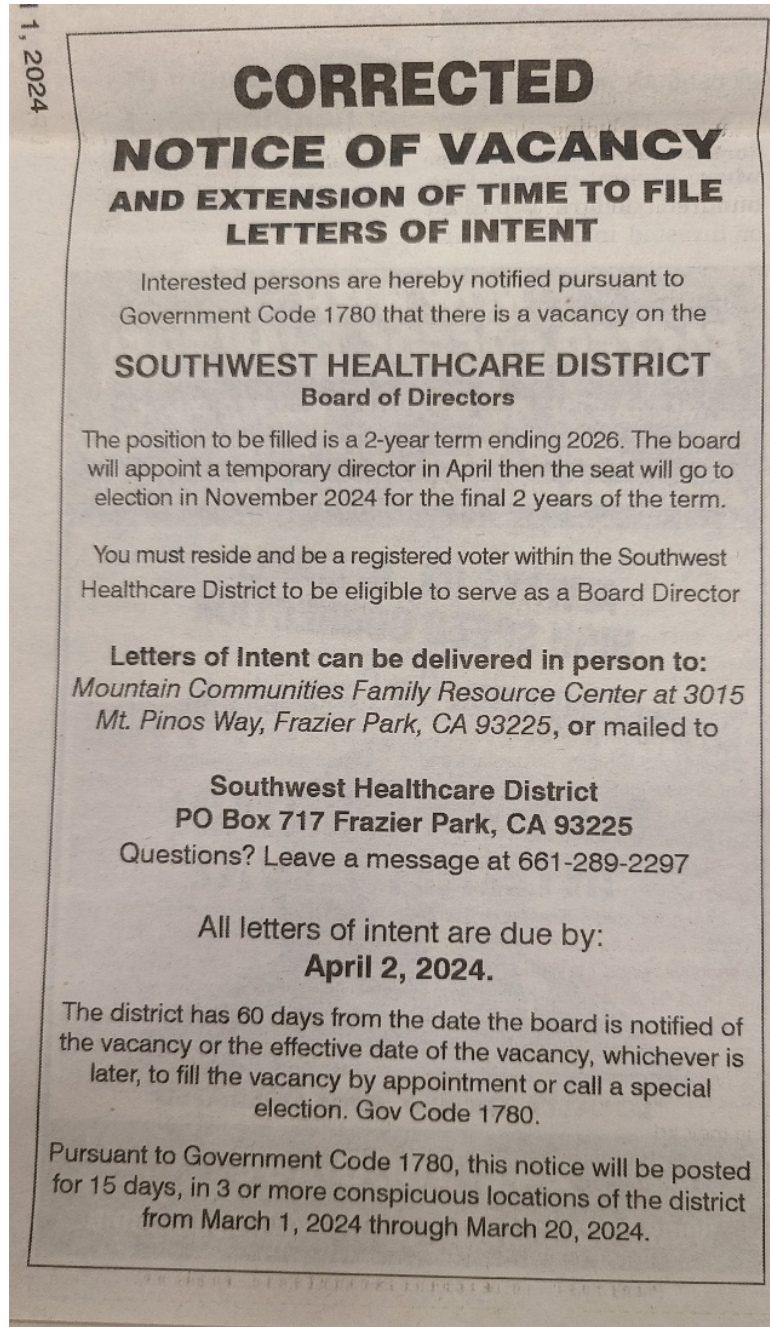 1, 2024
CORRECTED
NOTICE OF VACANCY
AND EXTENSION OF TIME TO FILE
LETTERS OF INTENT
Interested persons are hereby notified pursuant to
Government Code 1780 that there is a vacancy on the
SOUTHWEST HEALTHCARE DISTRICT
Board of Directors
The position to be filled is a 2-year term ending 2026. The board
will appoint a temporary director in April then the seat will go to
election in November 2024 for the final 2 years of the term.
You must reside and be a registered voter within the Southwest
Healthcare District to be eligible to serve as a Board Director
Letters of Intent can be delivered in person to:
Mountain Communities Family Resource Center at 3015
Mt. Pinos Way, Frazier Park, CA 93225, or mailed to
Southwest Healthcare District
PO Box 717 Frazier Park, CA 93225
Questions? Leave a message at 661-289-2297
All letters of intent are due by:
April 2, 2024.
The district has 60 days from the date the board is notified of
the vacancy or the effective date of the vacancy, whichever is
later, to fill the vacancy by appointment or call a special
election. Gov Code 1780.
Pursuant to Government Code 1780, this notice will be posted
for 15 days, in 3 or more conspicuous locations of the district
from March 1, 2024 through March 20, 2024.